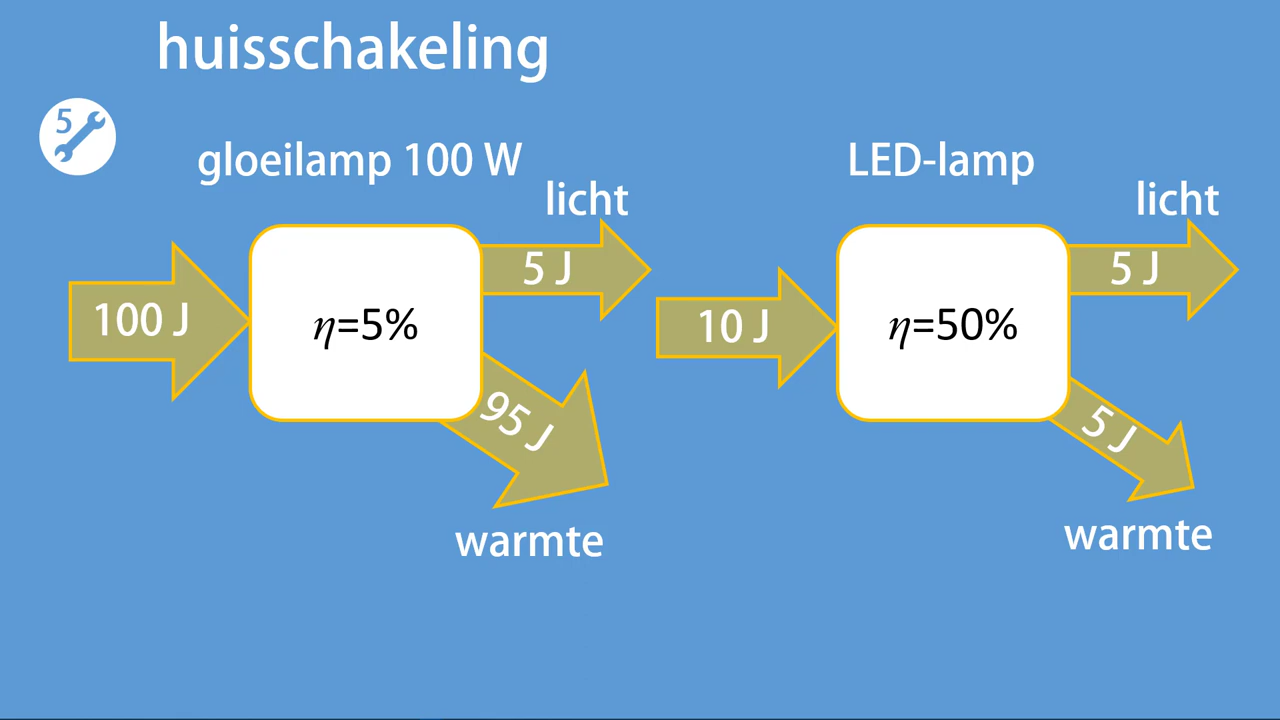 huisschakeling
5
gloeilamp 100 W
licht
100 J
η=5%
5 J
95 J
warmte
LED-lamp
licht
10 J
η=50%
5 J
5 J
warmte